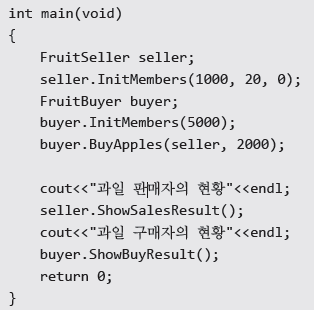 int main(void)
{
    FruitSeller seller;
    seller.InitMembers(1000, 20, 0);
    FruitBuyer buyer;
    buyer.InitMembers(5000);
    buyer.BuyApples(seller, 2000);

    cout<<"과일 판매자의 현황"<<endl;
    seller.ShowSalesResult();
    cout<<"과일 구매자의 현황"<<endl;
    buyer.ShowBuyResult();
    return 0;
}